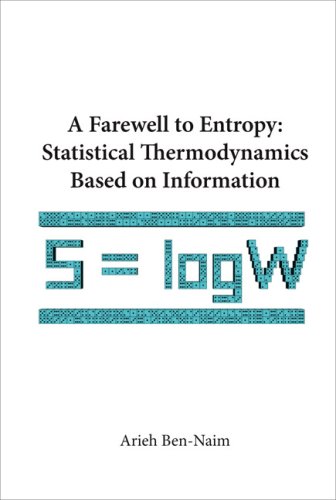 A Farewell to Entropy:
Statistical Thermodynamics
Based on Information
S = logW
Arieh Ben-Naim